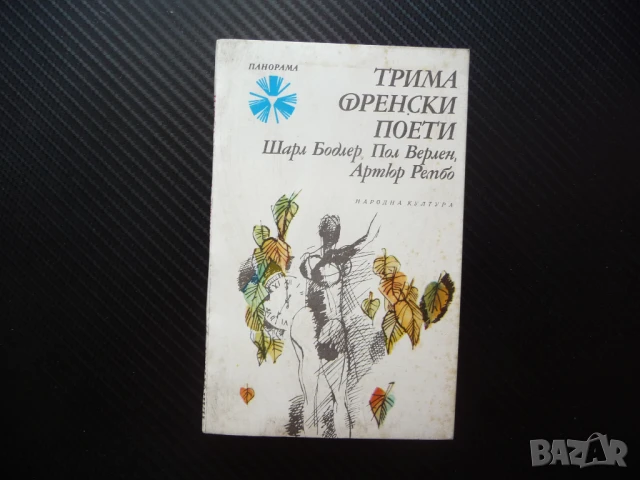 ПАНОРАМА
ТРИМА
ФРЕНСКИ
ПОЕТИ
Шарл Бодлер, Пол Верлен,
Артюр Рембо
НАРОДНА КУЛТУРА
BAZAR